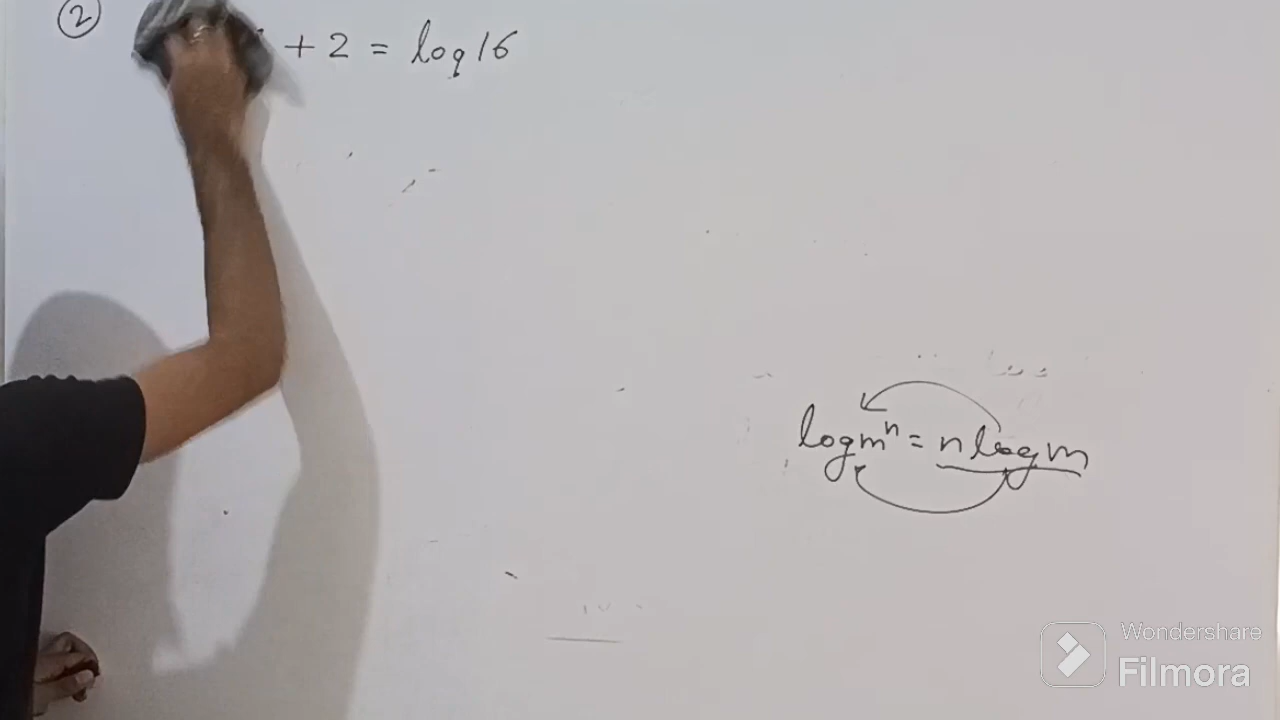 ②
+ 2 = log 16
log mⁿ = n log m
Wondershare
Filmora